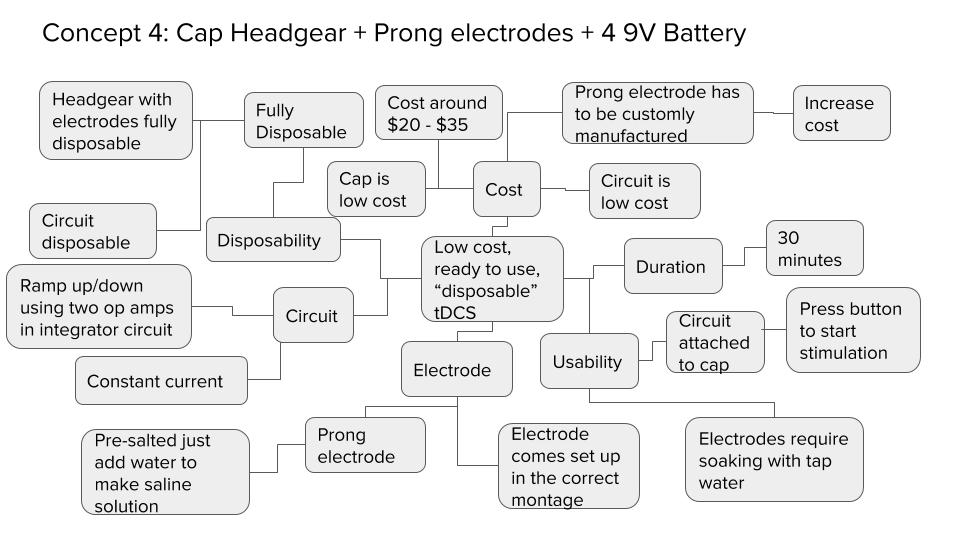 Concept 4: Cap Headgear + Prong electrodes + 4 9V Battery
Headgear with
electrodes fully
disposable
Fully
Disposable
Cost around
$20 - $35
Prong electrode has
to be customly
manufactured
Increase
cost
Cap is
low cost
Cost
Circuit is
low cost
Circuit
disposable
Disposability
Low cost,
ready to use,
“disposable”
tDCS
Duration
30
minutes
Ramp up/down
using two op amps
in integrator circuit
Circuit
Circuit
attached
to cap
Press button
to start
stimulation
Constant current
Electrode
Usability
Pre-salted just
add water to
make saline
solution
Prong
electrode
Electrode
comes set up
in the correct
montage
Electrodes require
soaking with tap
water